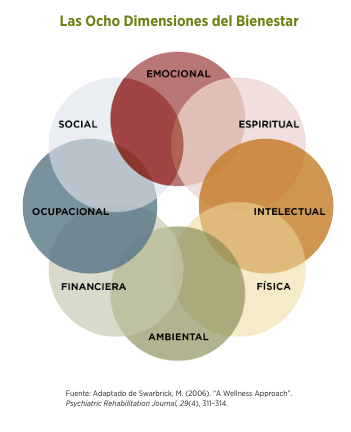 Las Ocho Dimensiones del Bienestar
EMOCIONAL
SOCIAL
ESPIRITUAL
OCUPACIONAL
INTELECTUAL
FINANCIERA
FÍSICA
AMBIENTAL
Fuente: Adaptado de Swarbrick, M. (2006). "A Wellness Approach".
Psychiatric Rehabilitation Journal, 29(4), 311–314.